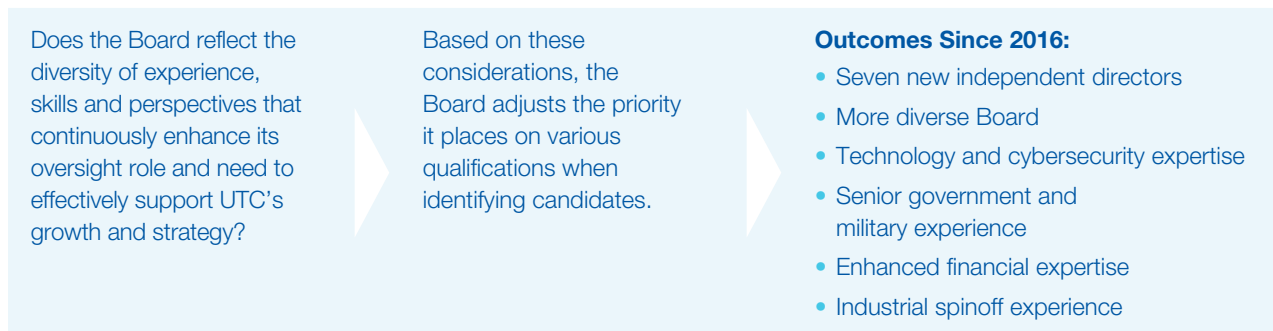 Does the Board reflect the
diversity of experience,
skills and perspectives that
continuously enhance its
oversight role and need to
effectively support UTC’s
growth and strategy?
Based on these
considerations, the
Board adjusts the priority
it places on various
qualifications when
identifying candidates.
Outcomes Since 2016:
• Seven new independent directors
• More diverse Board
• Technology and cybersecurity expertise
• Senior government and
military experience
• Enhanced financial expertise
• Industrial spinoff experience